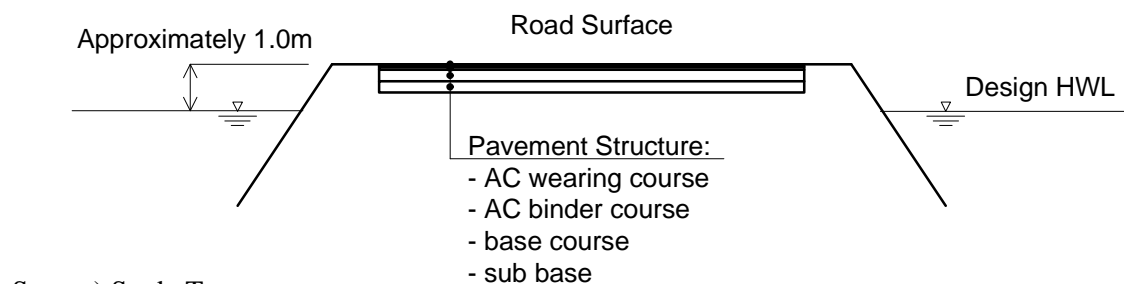 Road Surface
Approximately 1.0m
Design HWL
Pavement Structure:
- AC wearing course
- AC binder course
- base course
- sub base